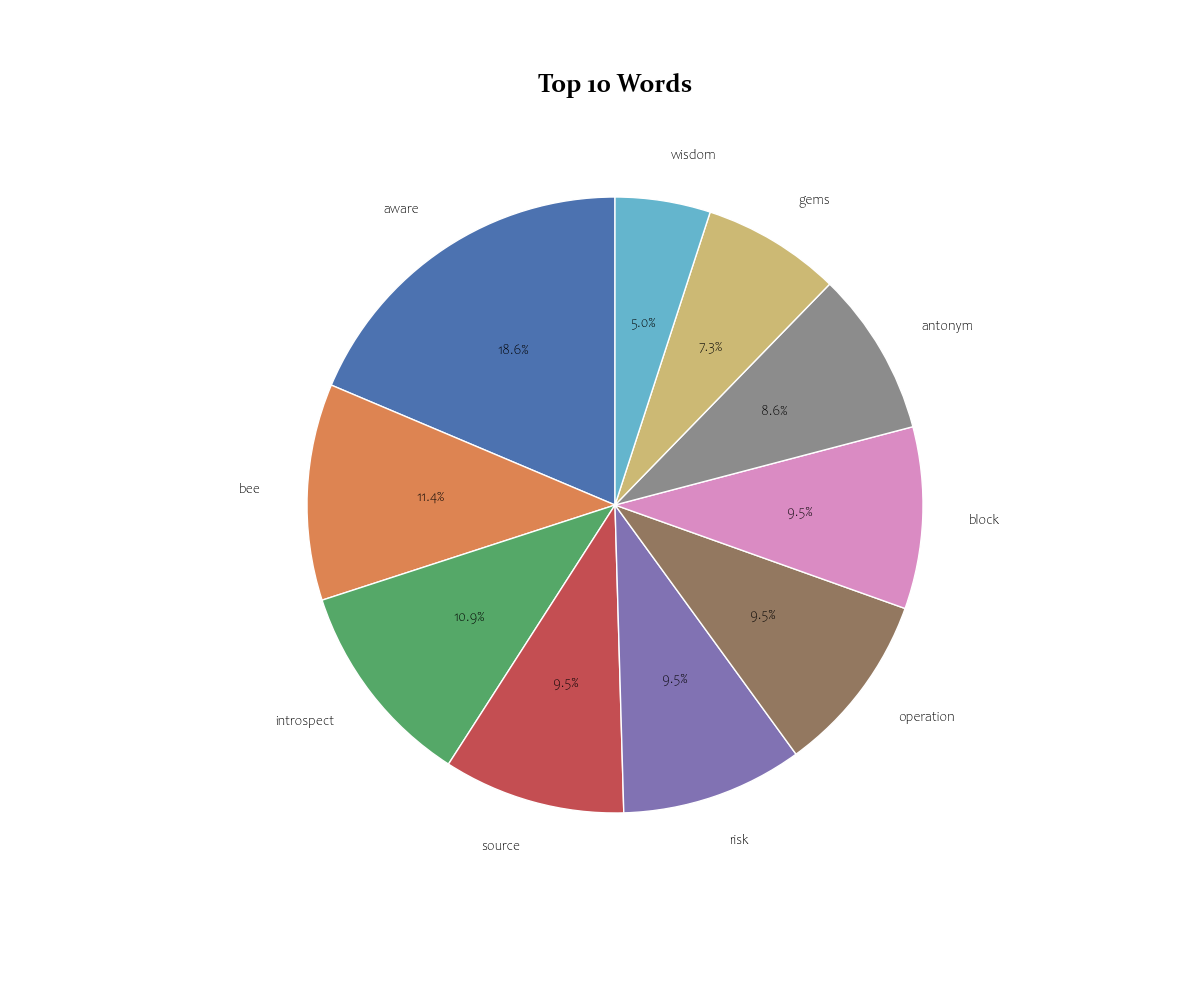 Top 10 Words
wisdom
gems
aware
antonym
5.0%
7.3%
18.6%
8.6%
bee
11.4%
9.5%
block
10.9%
9.5%
9.5%
9.5%
operation
introspect
risk
source